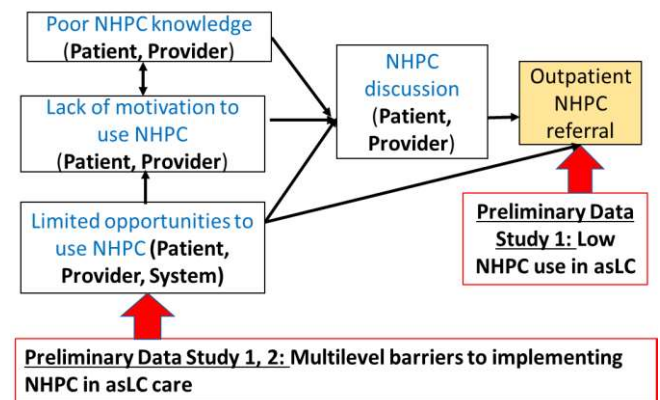 Poor NHPC knowledge
(Patient, Provider)
Lack of motivation to
use NHPC
(Patient, Provider)
Limited opportunities to
use NHPC (Patient,
Provider, System)
NHPC
discussion
(Patient,
Provider)
Outpatient
NHPC
referral
Preliminary Data
Study 1: Low
NHPC use in asLC
Preliminary Data Study 1, 2: Multilevel barriers to implementing
NHPC in asLC care